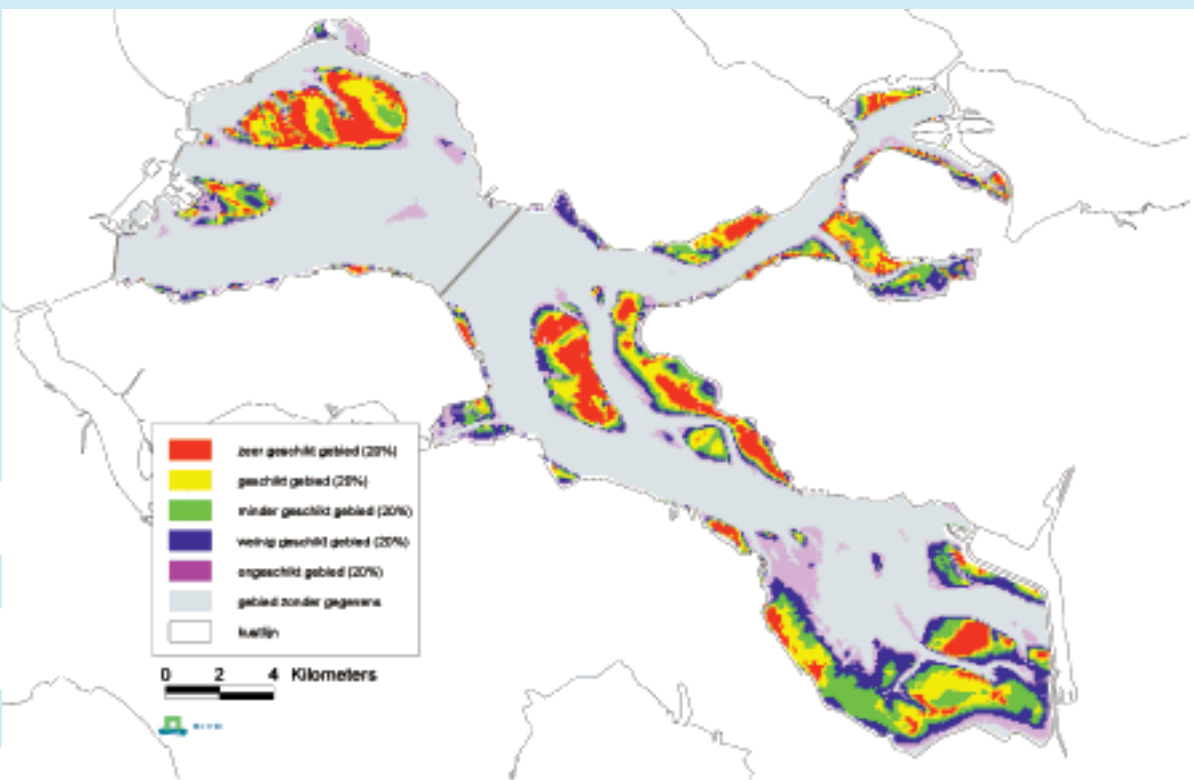 zeer geschikt gebied (20%)
geschikt gebied (20%)
minder geschikt gebied (20%)
weinig geschikt gebied (20%)
ongeschikt gebied (20%)
gebied zonder gegevens
kustlijn
0 2 4 Kilometers